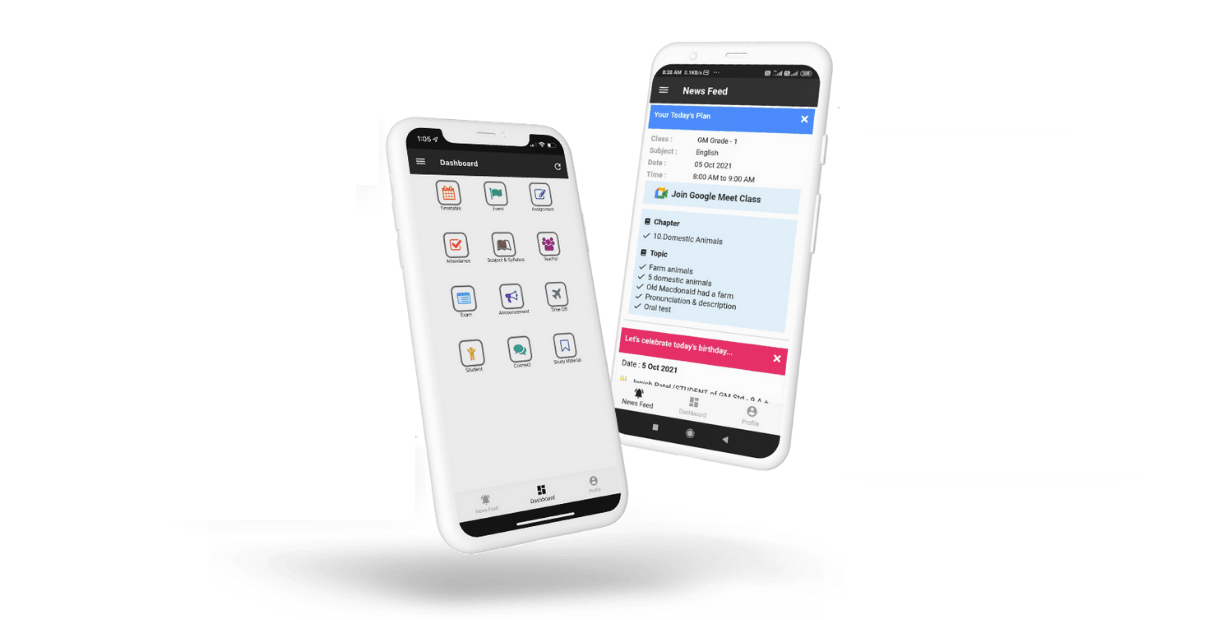 1:05
Dashboard
Timetable
Event
Assignment
Attendance
Subject & Syllabus
Teacher
Exam
Announcement
Time Off
Student
Connect
Study Material
News Feed
Dashboard
Profile
8:38 AM 0.1KB/s
News Feed
Your Today's Plan
Class : GM Grade - 1
Subject : English
Date : 05 Oct 2021
Time : 8:00 AM to 9:00 AM
Join Google Meet Class
Chapter
10.Domestic Animals
Topic
Farm animals
5 domestic animals
Old Macdonald had a farm
Pronunciation & description
Oral test
Let's celebrate today's birthday...
Date : 5 Oct 2021
Patel (STUDENT of GM Std - 9 A
News Feed
Dashboard
Profile